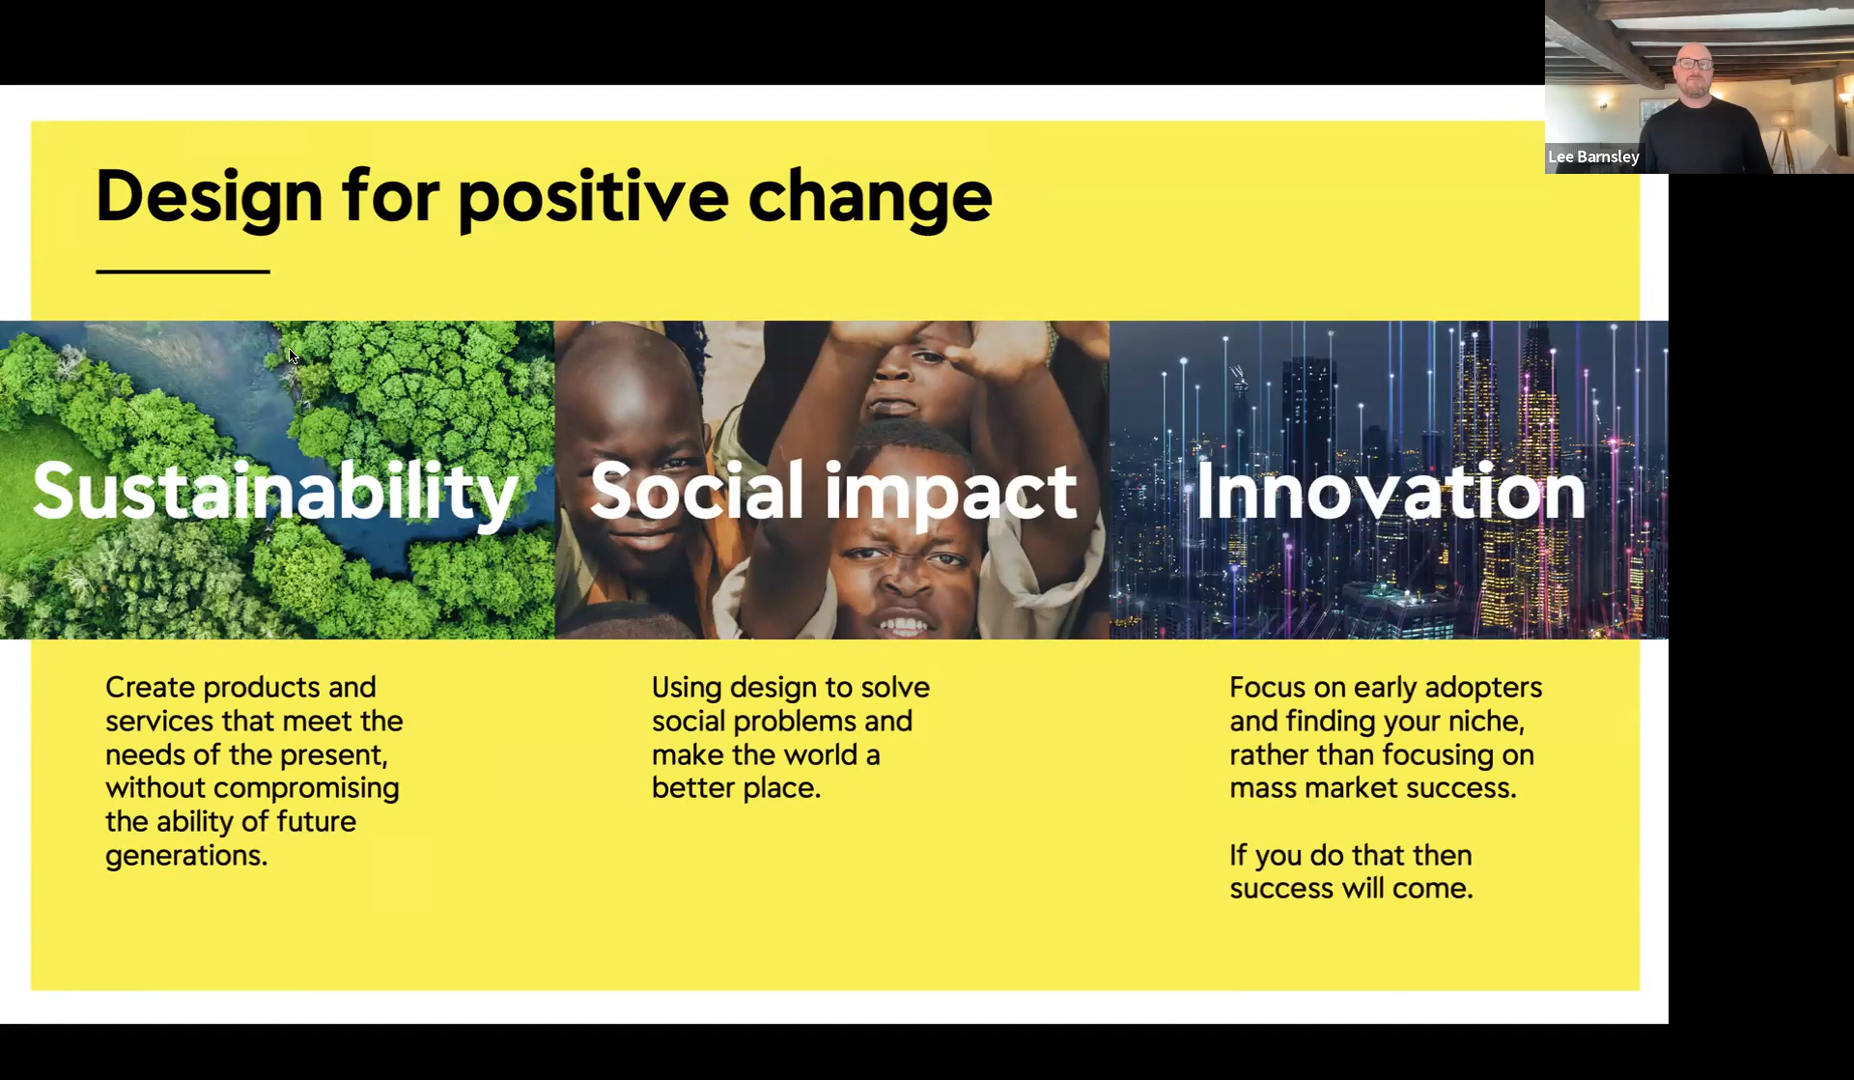 Lee Barnsley
Design for positive change
Sustainability
Social impact
Innovation
Create products and
services that meet the
needs of the present,
without compromising
the ability of future
generations.
Using design to solve
social problems and
make the world a
better place.
Focus on early adopters
and finding your niche,
rather than focusing on
mass market success.
If you do that then
success will come.